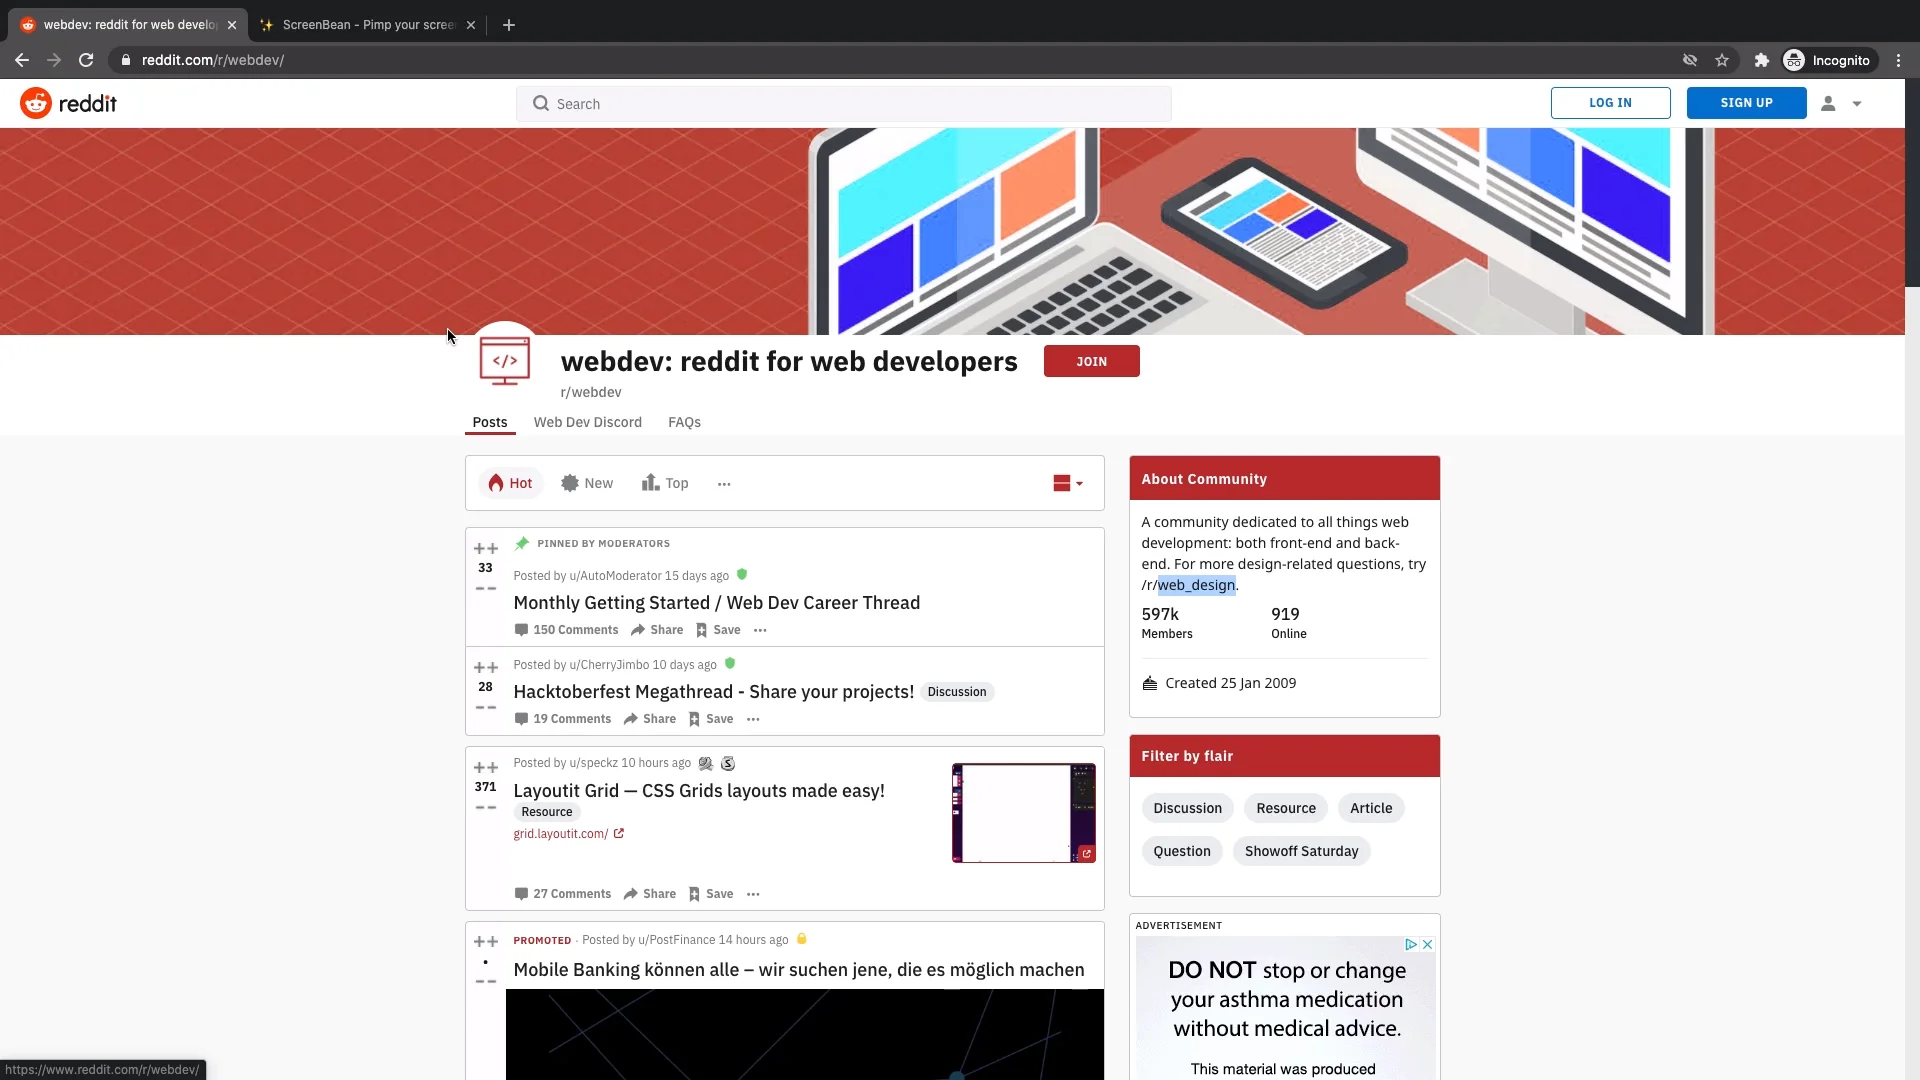 webdev: reddit for web develo
ScreenBean - Pimp your scree
reddit.com/r/webdev/
Incognito
reddit
Search
LOG IN
SIGN UP
</>
webdev: reddit for web developers
JOIN
r/webdev
Posts
Web Dev Discord
FAQs
Hot
New
Top
PINNED BY MODERATORS
33
Posted by u/AutoModerator 15 days ago
Monthly Getting Started / Web Dev Career Thread
150 Comments
Share
Save
Posted by u/CherryJimbo 10 days ago
28
Hacktoberfest Megathread - Share your projects!
Discussion
19 Comments
Share
Save
Posted by u/speckz 10 hours ago
371
Layoutit Grid — CSS Grids layouts made easy!
Resource
grid.layoutit.com/
27 Comments
Share
Save
PROMOTED · Posted by u/PostFinance 14 hours ago
Mobile Banking können alle – wir suchen jene, die es möglich machen
About Community
A community dedicated to all things web
development: both front-end and back-
end. For more design-related questions, try
/r/web_design.
597k
Members
919
Online
Created 25 Jan 2009
Filter by flair
Discussion
Resource
Article
Question
Showoff Saturday
ADVERTISEMENT
DO NOT stop or change
your asthma medication
without medical advice.
This material was produced
https://www.reddit.com/r/webdev/